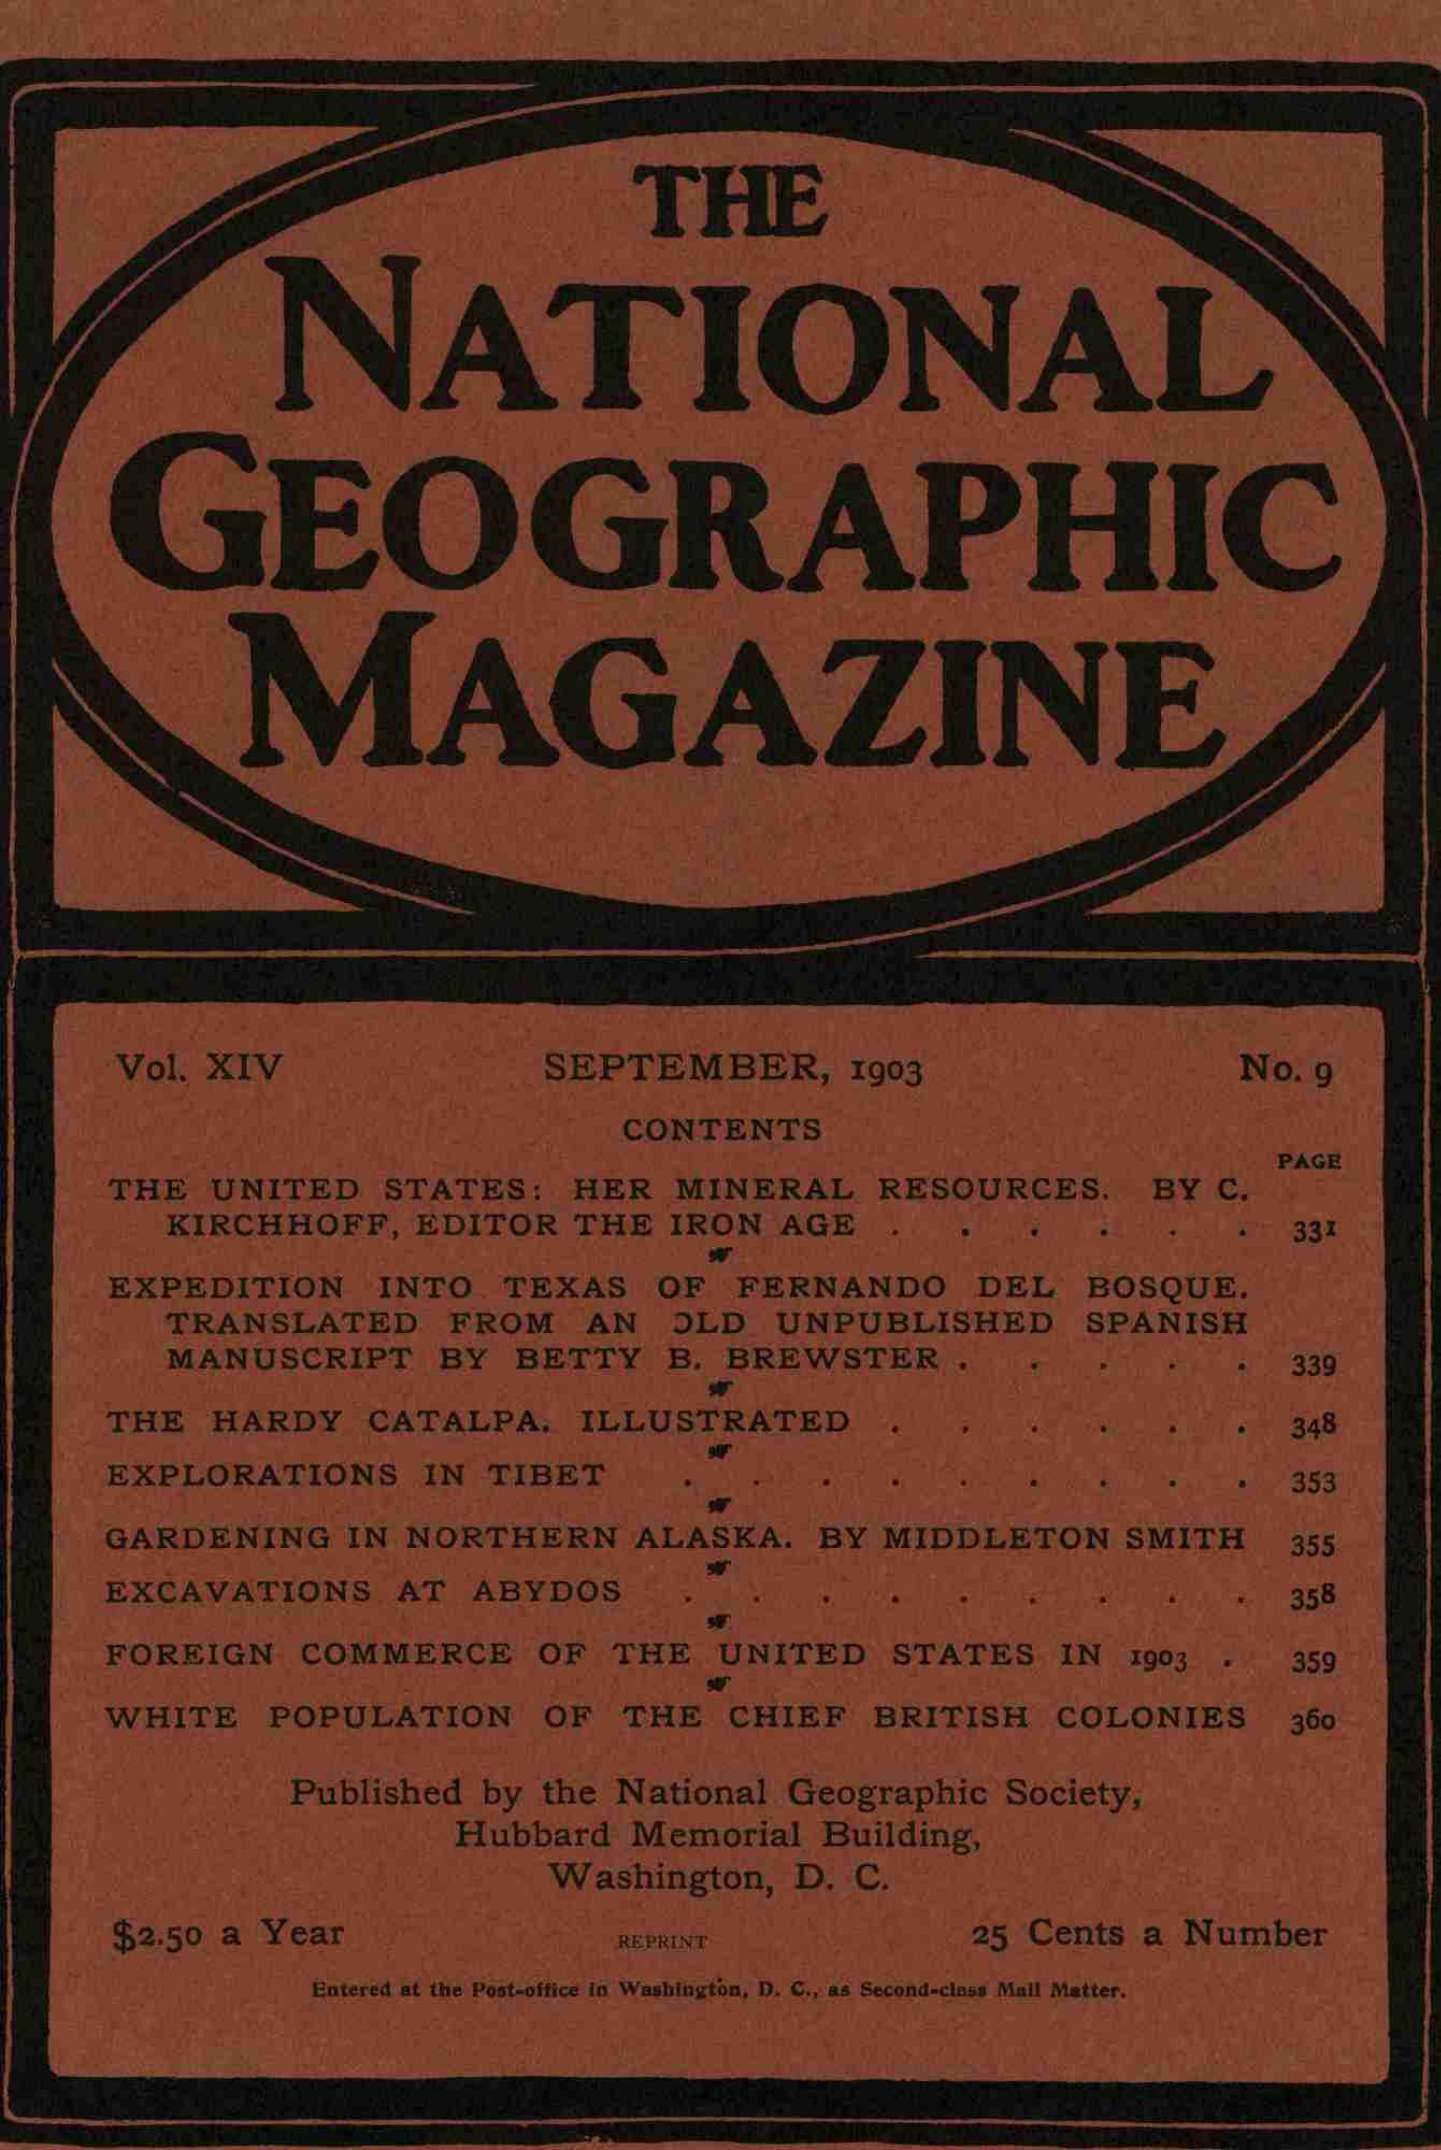 THE
NATIONAL
GEOGRAPHIC
MAGAZINE
Vol. XIV SEPTEMBER, 1903 No. 9
CONTENTS
PAGE
THE UNITED STATES: HER MINERAL RESOURCES. BY C.
KIRCHHOFF, EDITOR THE IRON AGE . . . . . . 331
EXPEDITION INTO TEXAS OF FERNANDO DEL BOSQUE.
TRANSLATED FROM AN OLD UNPUBLISHED SPANISH
MANUSCRIPT BY BETTY B. BREWSTER . . . . . 339
THE HARDY CATALPA. ILLUSTRATED . . . . . . 348
EXPLORATIONS IN TIBET . . . . . . . . . 353
GARDENING IN NORTHERN ALASKA. BY MIDDLETON SMITH 355
EXCAVATIONS AT ABYDOS . . . . . . . . . 358
FOREIGN COMMERCE OF THE UNITED STATES IN 1903 . 359
WHITE POPULATION OF THE CHIEF BRITISH COLONIES 360
Published by the National Geographic Society,
Hubbard Memorial Building,
Washington, D. C.
$2.50 a Year REPRINT 25 Cents a Number
Entered at the Post-office in Washington, D. C., as Second-class Mail Matter.